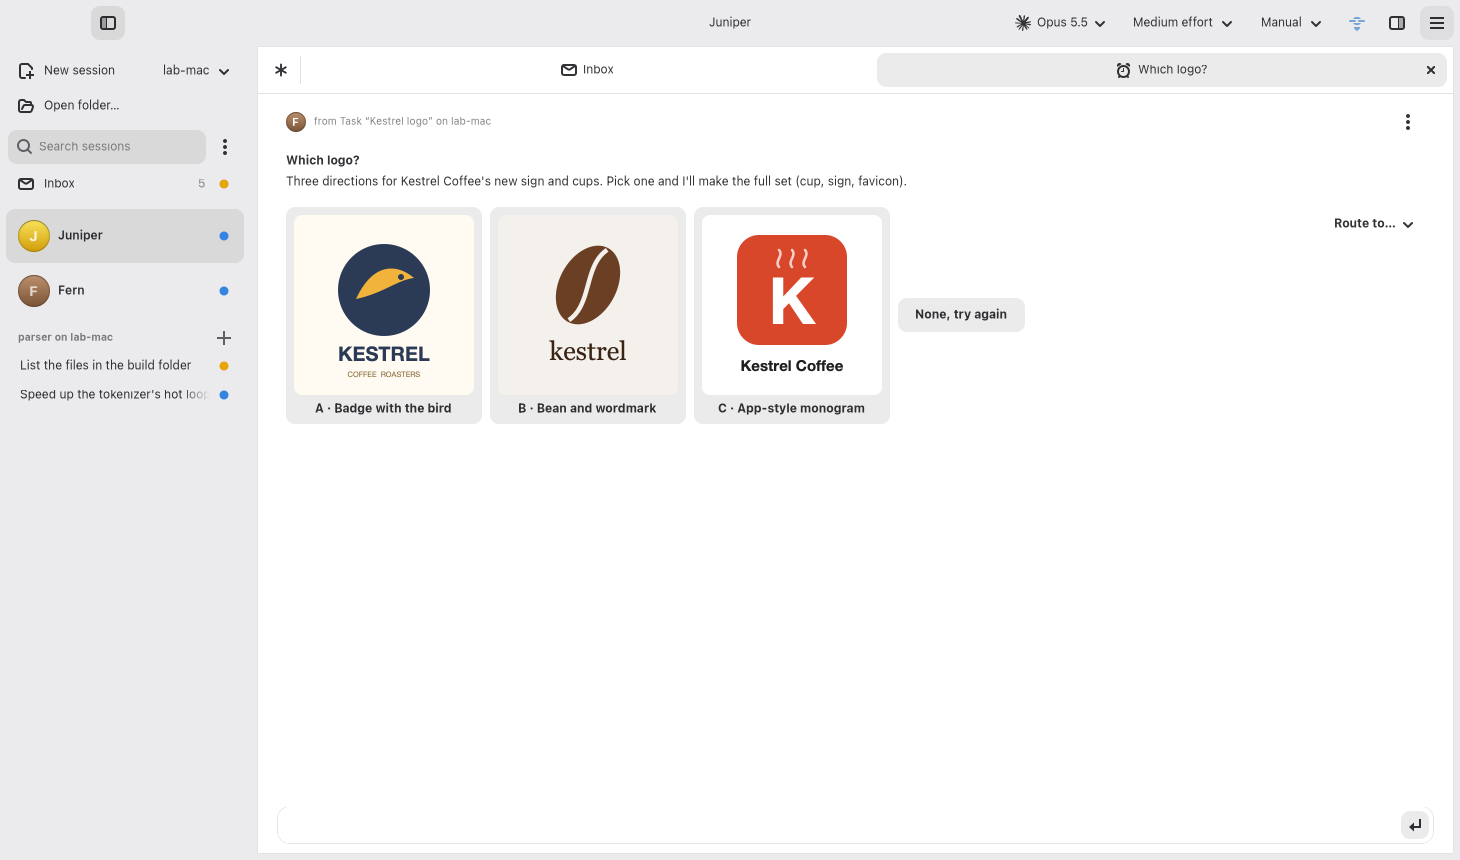 Juniper
Opus 5.5
Medium effort
Manual
New session
lab-mac
Open folder...
Search sessions
Inbox
5
J
Juniper
F
Fern
parser on lab-mac
List the files in the build folder
Speed up the tokenizer's hot loop
Inbox
Which logo?
F
from Task “Kestrel logo” on lab-mac
Which logo?
Three directions for Kestrel Coffee's new sign and cups. Pick one and I'll make the full set (cup, sign, favicon).
Route to...
KESTREL
COFFEE ROASTERS
A · Badge with the bird
kestrel
B · Bean and wordmark
K
Kestrel Coffee
C · App-style monogram
None, try again